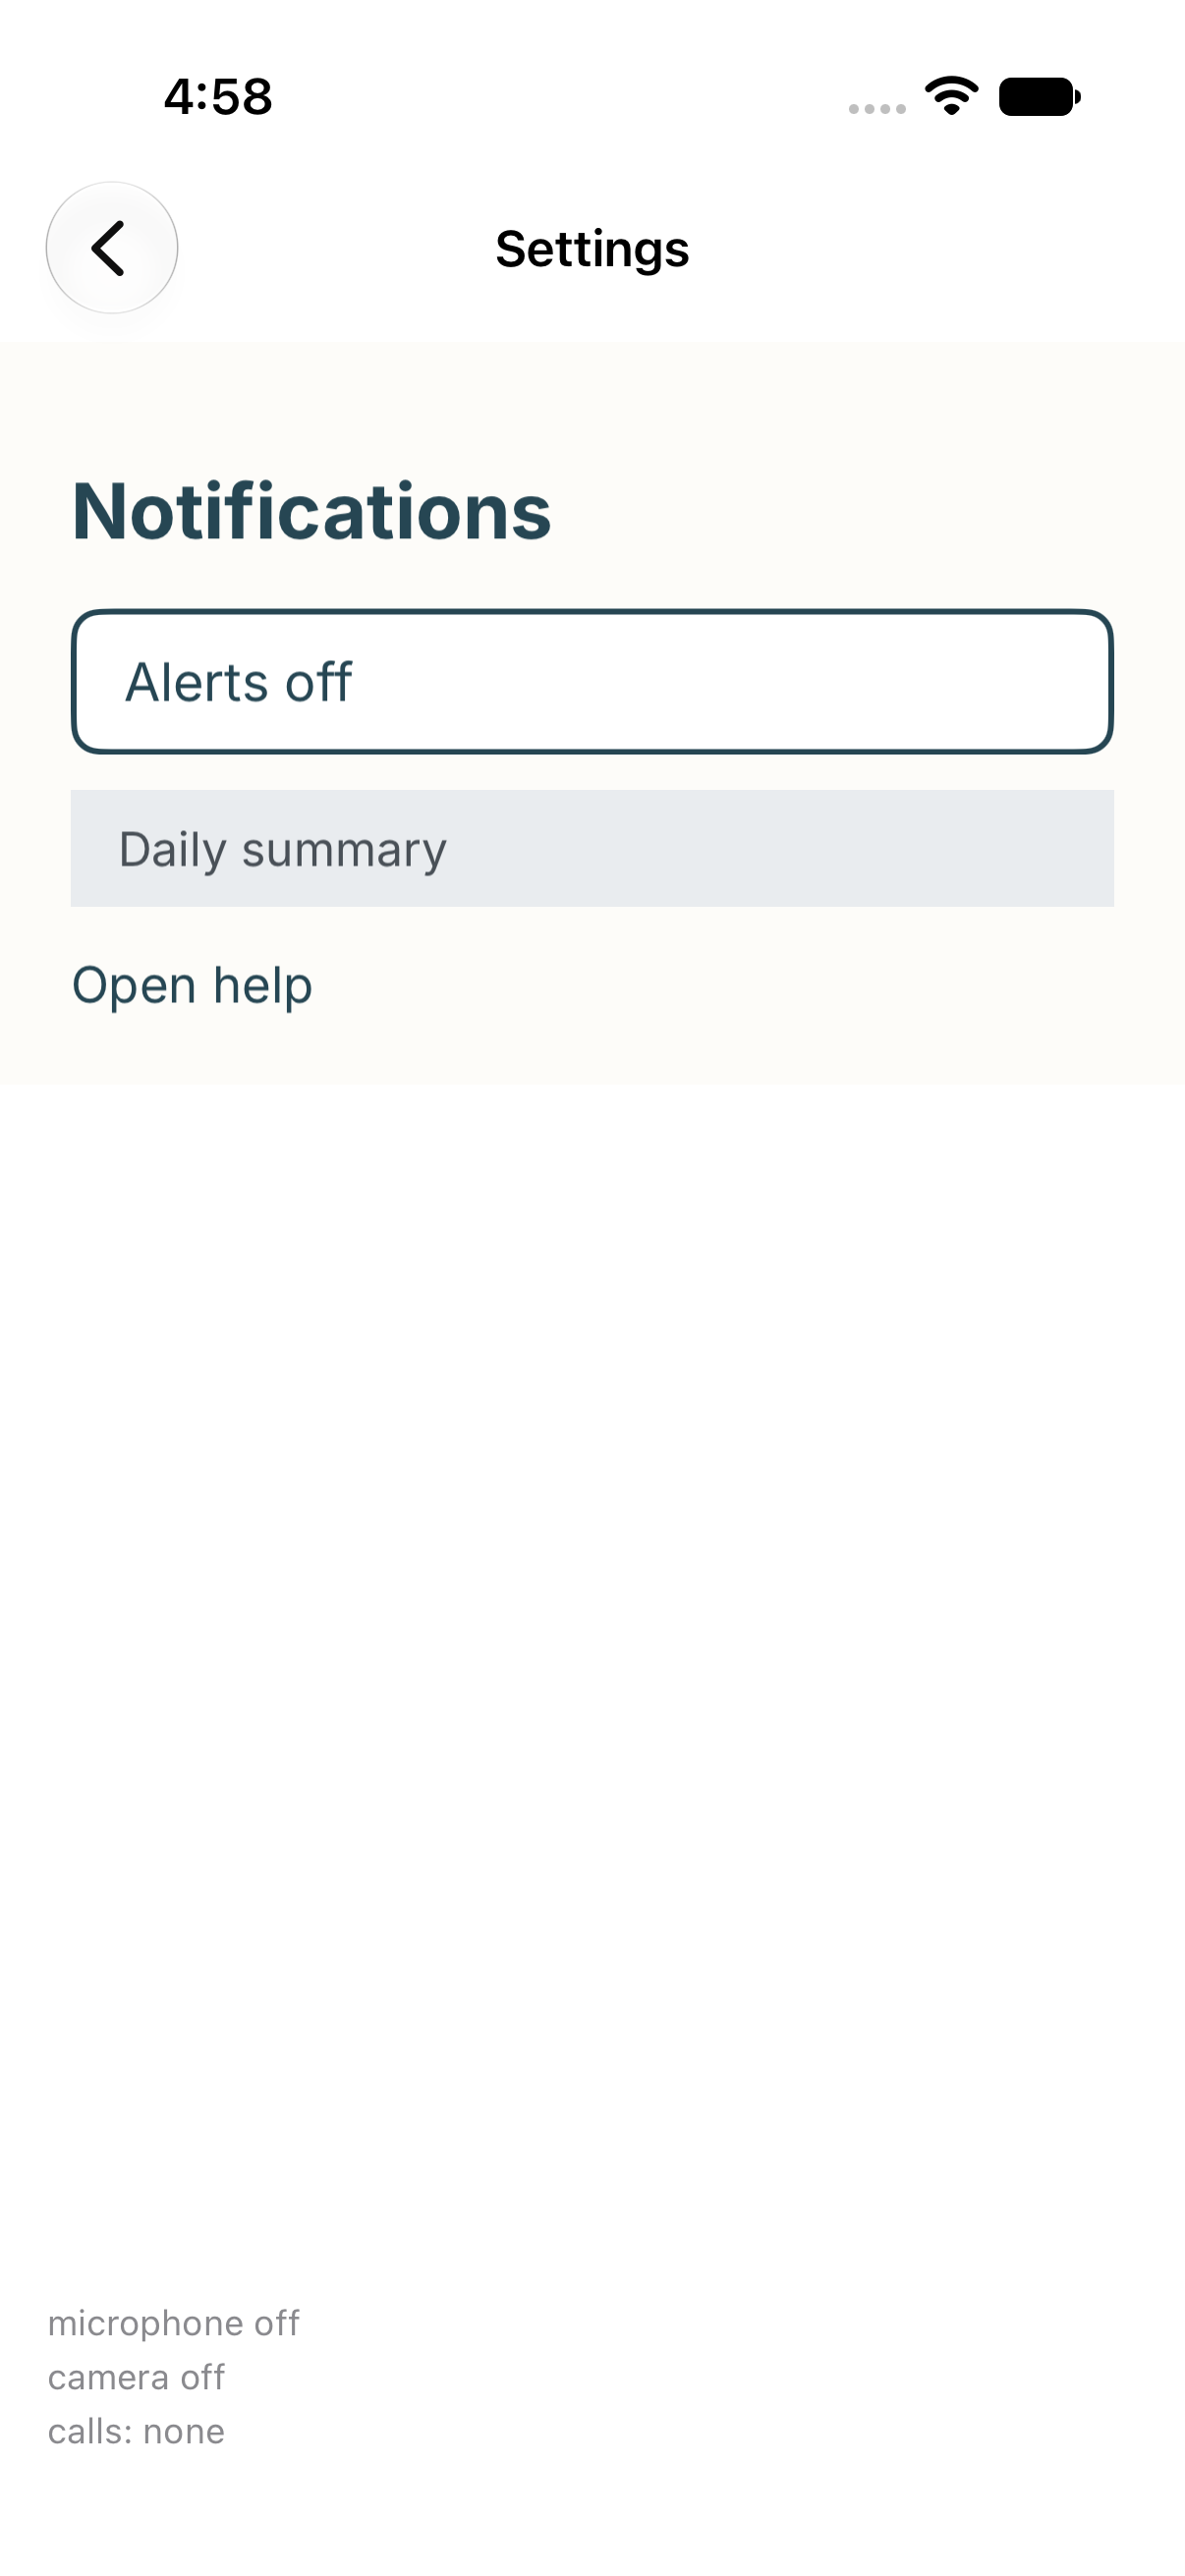 4:58
Settings
Notifications
Alerts off
Daily summary
Open help
microphone off
camera off
calls: none